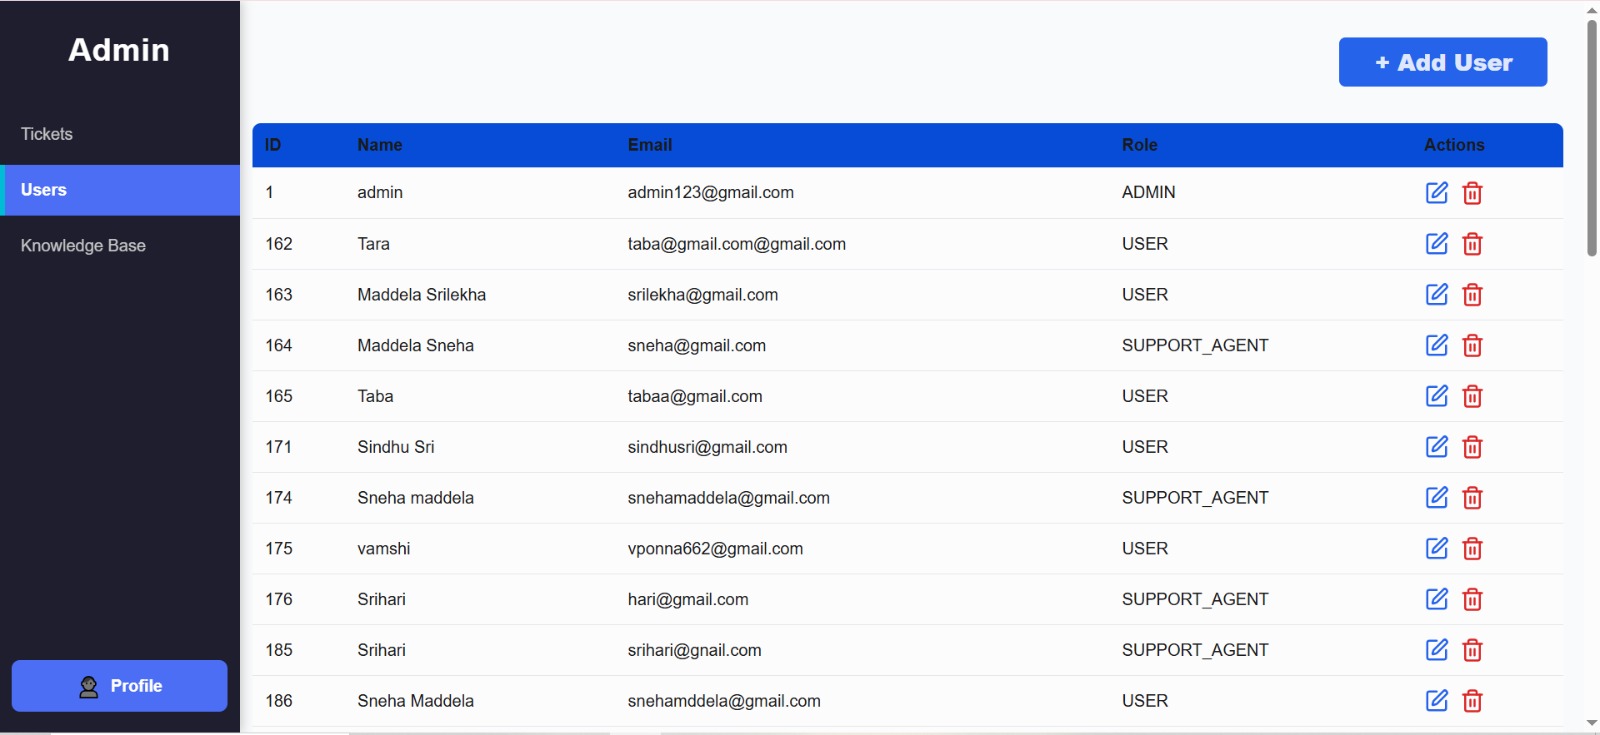 Admin
Tickets
Users
Knowledge Base
Profile
+ Add User
ID Name Email Role Actions
1 admin admin123@gmail.com ADMIN
162 Tara taba@gmail.com@gmail.com USER
163 Maddela Srilekha srilekha@gmail.com USER
164 Maddela Sneha sneha@gmail.com SUPPORT_AGENT
165 Taba tabaa@gmail.com USER
171 Sindhu Sri sindhusri@gmail.com USER
174 Sneha maddela snehamaddela@gmail.com SUPPORT_AGENT
175 vamshi vponna662@gmail.com USER
176 Srihari hari@gmail.com SUPPORT_AGENT
185 Srihari srihari@gnail.com SUPPORT_AGENT
186 Sneha Maddela snehamddela@gmail.com USER